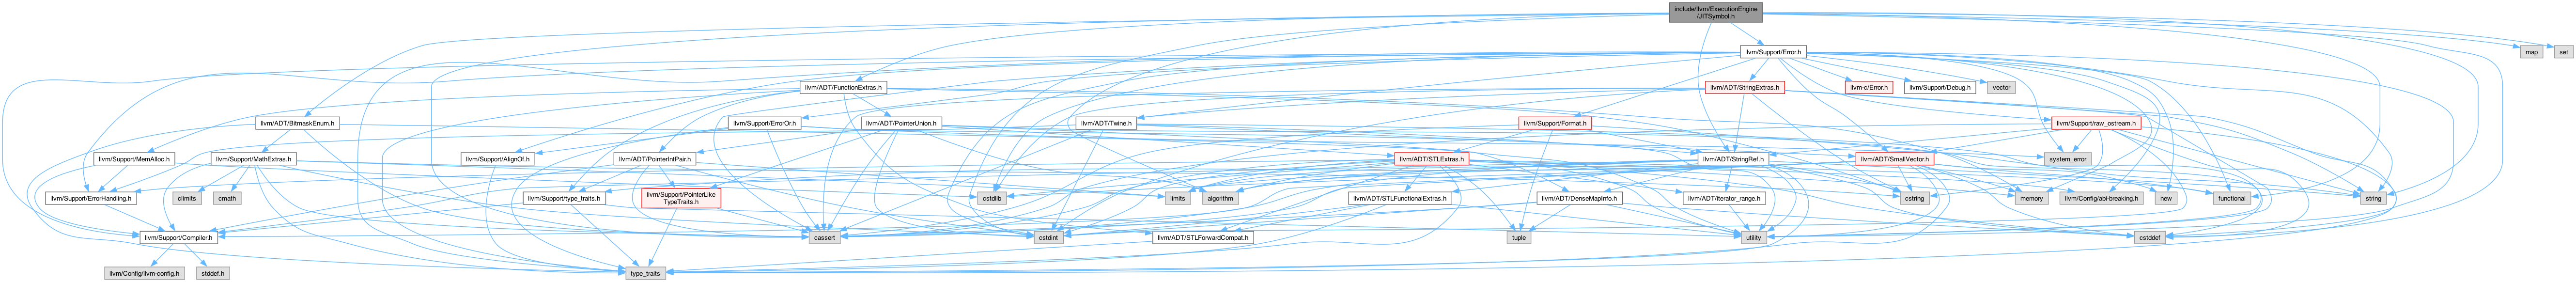 include/llvm/ExecutionEngine
/JITSymbol.h
llvm/Support/Error.h
map
set
llvm/ADT/FunctionExtras.h
llvm/ADT/StringExtras.h
llvm-c/Error.h
llvm/Support/Debug.h
vector
llvm/ADT/BitmaskEnum.h
llvm/Support/ErrorOr.h
llvm/ADT/PointerUnion.h
llvm/ADT/Twine.h
llvm/Support/Format.h
llvm/Support/raw_ostream.h
llvm/Support/MemAlloc.h
llvm/Support/MathExtras.h
llvm/Support/AlignOf.h
llvm/ADT/PointerIntPair.h
llvm/ADT/STLExtras.h
llvm/ADT/StringRef.h
llvm/ADT/SmallVector.h
system_error
llvm/Support/ErrorHandling.h
climits
cmath
llvm/Support/type_traits.h
llvm/Support/PointerLike
TypeTraits.h
cstdlib
limits
algorithm
llvm/ADT/STLFunctionalExtras.h
llvm/ADT/DenseMapInfo.h
llvm/ADT/iterator_range.h
cstring
memory
llvm/Config/abi-breaking.h
new
functional
string
llvm/Support/Compiler.h
cassert
cstdint
llvm/ADT/STLForwardCompat.h
tuple
utility
cstddef
llvm/Config/llvm-config.h
stddef.h
type_traits